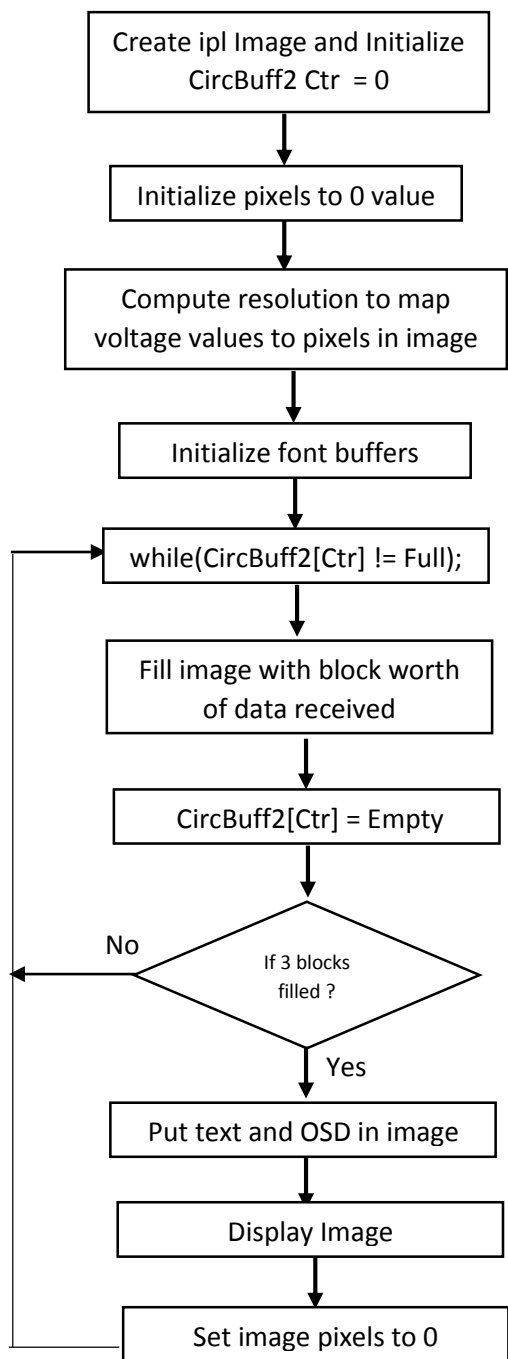 Create ipl Image and Initialize
CircBuff2 Ctr = 0
Initialize pixels to 0 value
Compute resolution to map
voltage values to pixels in image
Initialize font buffers
while(CircBuff2[Ctr] != Full);
Fill image with block worth
of data received
CircBuff2[Ctr] = Empty
No
If 3 blocks
filled ?
Yes
Put text and OSD in image
Display Image
Set image pixels to 0